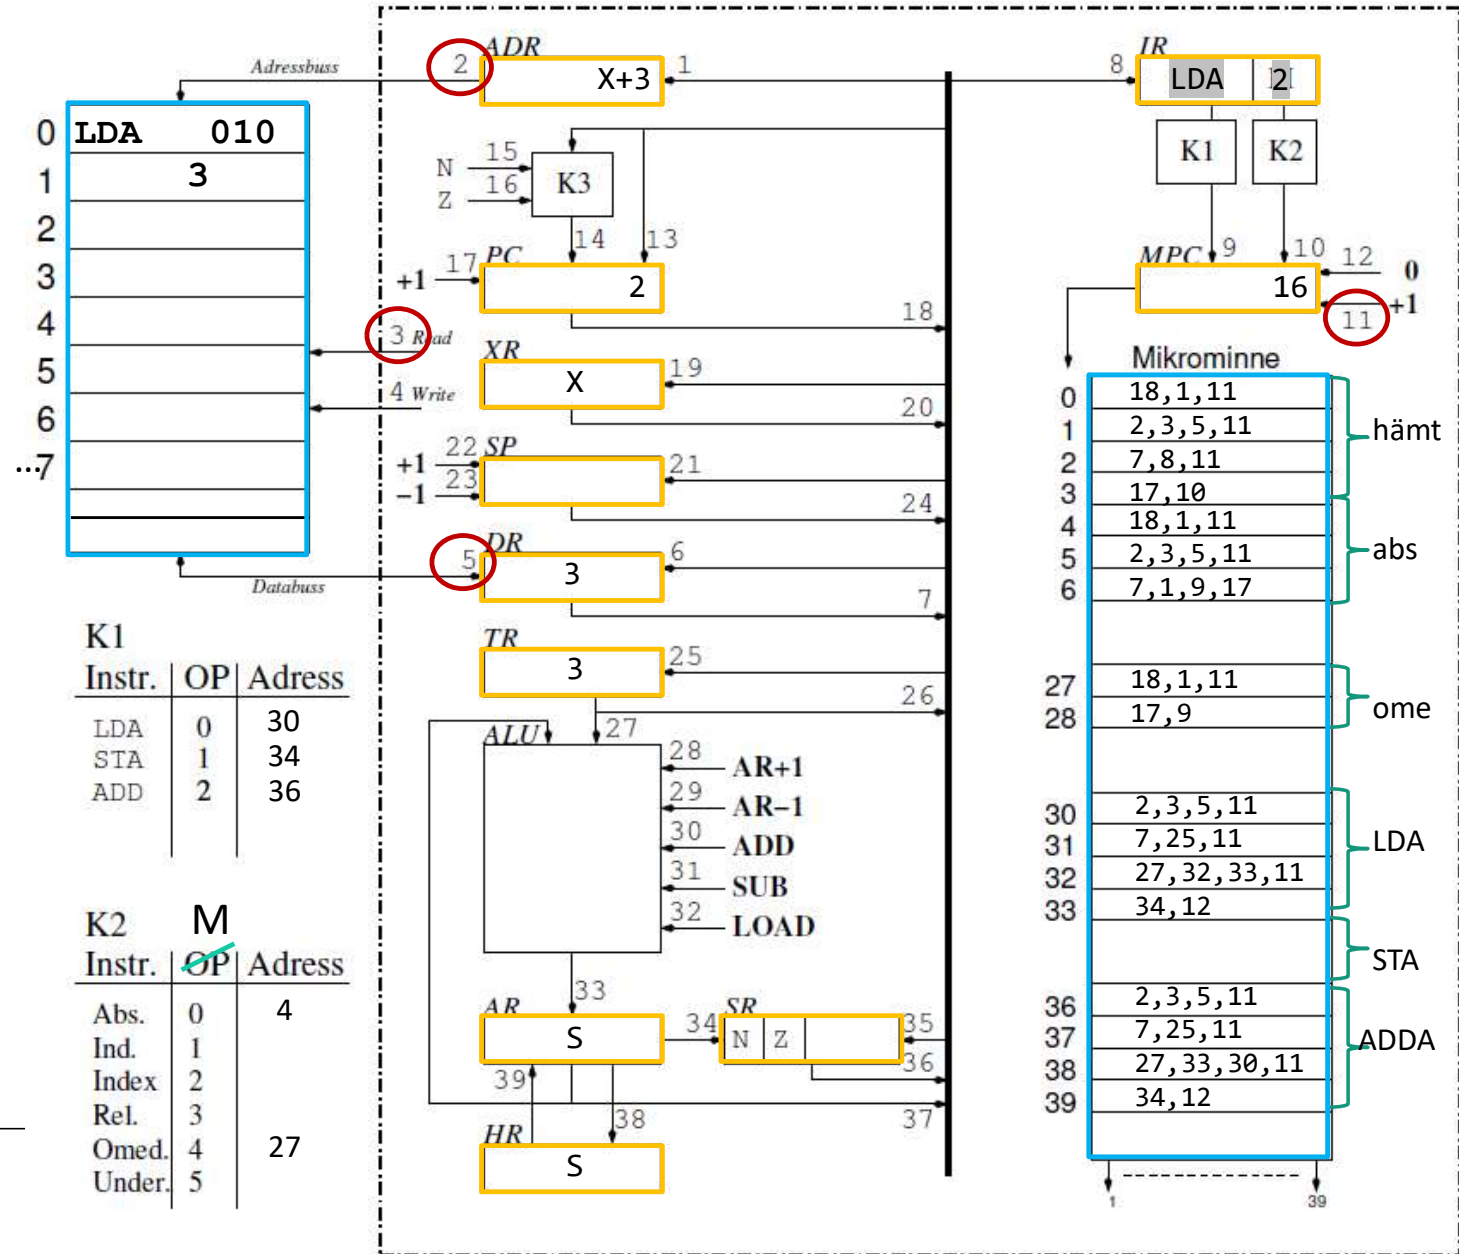 ADR
2
Adressbuss
X+3
1
8
IR
LDA 2
0 LDA 010
1 3
2
3
4
5
6
...7
K1 K2
N 15
Z 16
K3
14 13
9 10 12 0
+1 17 PC
2
18
MPC
16
11 +1
3 Read
4 Write
XR
X
19
20
+1 22 SP
-1 23
21
24
5 DR
3
6
7
Databuss
TR
3
25
26
27
ALU
28 AR+1
29 AR−1
30 ADD
31 SUB
32 LOAD
33
AR
S
34
SR
N Z
35
36
37
39
38
HR
S
K1
Instr. OP Adress
LDA 0 30
STA 1 34
ADD 2 36
K2 M
Instr. OP Adress
Abs. 0 4
Ind. 1
Index 2
Rel. 3
Omed. 4 27
Under. 5
Mikrominne
0 18,1,11
1 2,3,5,11
2 7,8,11
3 17,10
hämt
4 18,1,11
5 2,3,5,11
6 7,1,9,17
abs
27 18,1,11
28 17,9
ome
30 2,3,5,11
31 7,25,11
32 27,32,33,11
33 34,12
LDA
STA
36 2,3,5,11
37 7,25,11
38 27,33,30,11
39 34,12
ADDA
1 39